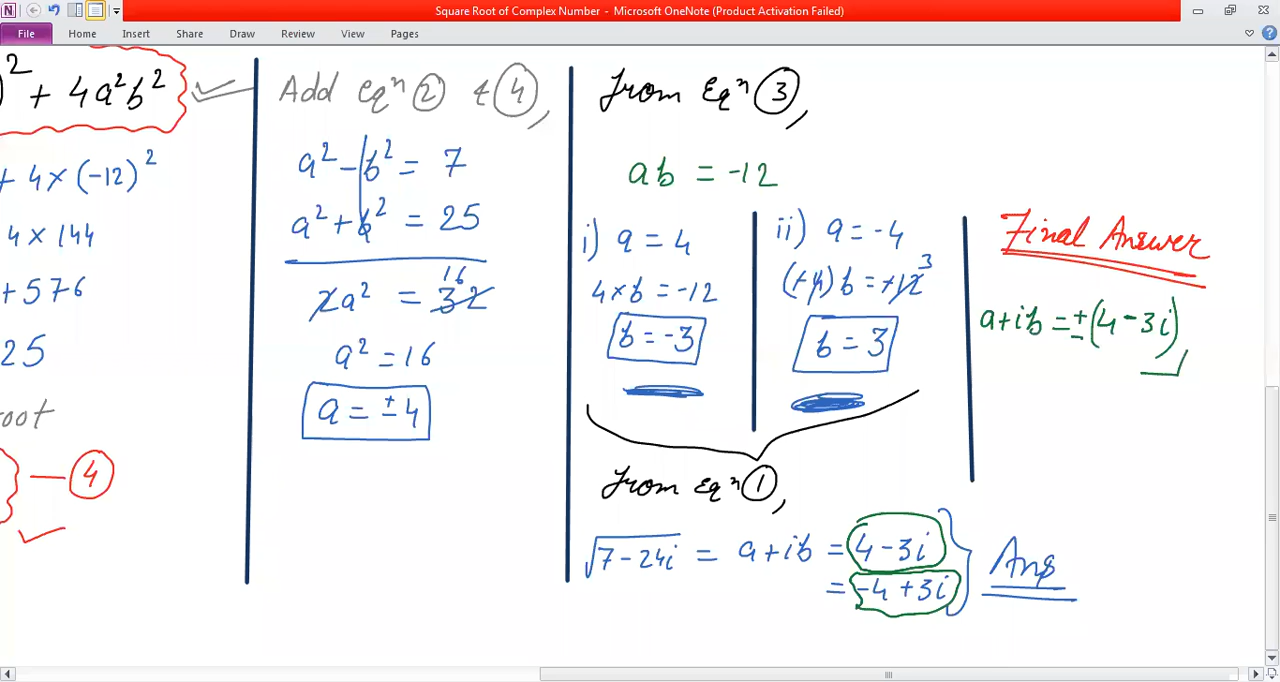 Square Root of Complex Number - Microsoft OneNote (Product Activation Failed)
File Home Insert Share Draw Review View Pages
)² + 4a²b²
+ 4×(-12)²
4 × 144
+576
25
root
— 4
Add Eqⁿ 2 & 4,
a² - b² = 7
a² + b² = 25
2a² = 32 16
a² = 16
a = ±4
From Eqⁿ 3,
ab = -12
i) a = 4
4×b = -12
b = -3
ii) a = -4
(-4)b = -12 3
b = 3
From Eqⁿ 1,
√7-24i = a+ib = 4-3i
= -4+3i
Ans
Final Answer
a+ib = ±(4-3i)